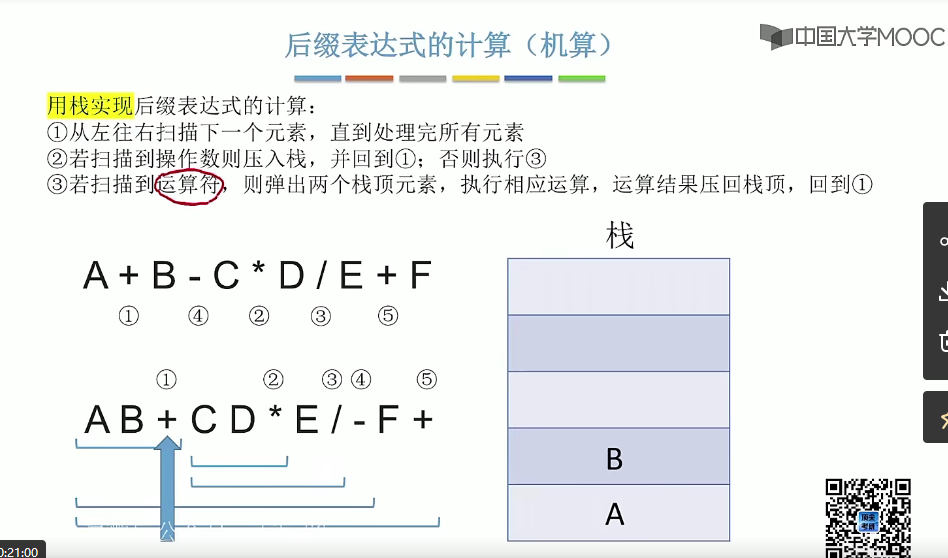 后缀表达式的计算（机算）
中国大学MOOC
用栈实现后缀表达式的计算：
①从左往右扫描下一个元素，直到处理完所有元素
②若扫描到操作数则压入栈，并回到①；否则执行③
③若扫描到运算符，则弹出两个栈顶元素，执行相应运算，运算结果压回栈顶，回到①
栈
A + B - C * D / E + F
① ④ ② ③ ⑤
① ② ③ ④ ⑤
A B + C D * E / - F +
B
A
0:21:00